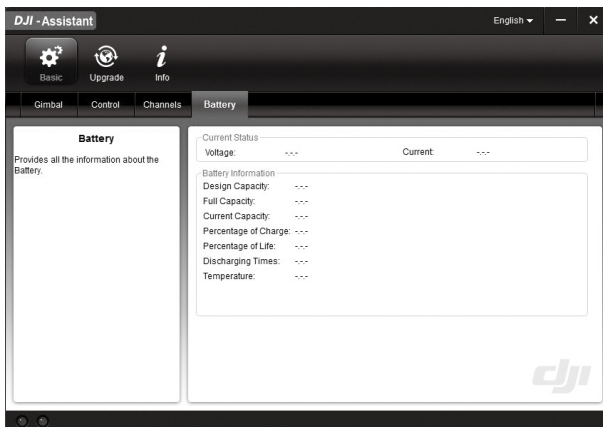 DJI - Assistant
English
Basic
Upgrade
Info
Gimbal
Control
Channels
Battery
Battery
Provides all the information about the
Battery.
Current Status
Voltage: -.-.-
Current: -.-.-
Battery Information
Design Capacity: -.-.-
Full Capacity: -.-.-
Current Capacity: -.-.-
Percentage of Charge: -.-.-
Percentage of Life: -.-.-
Discharging Times: -.-.-
Temperature: -.-.-
dji